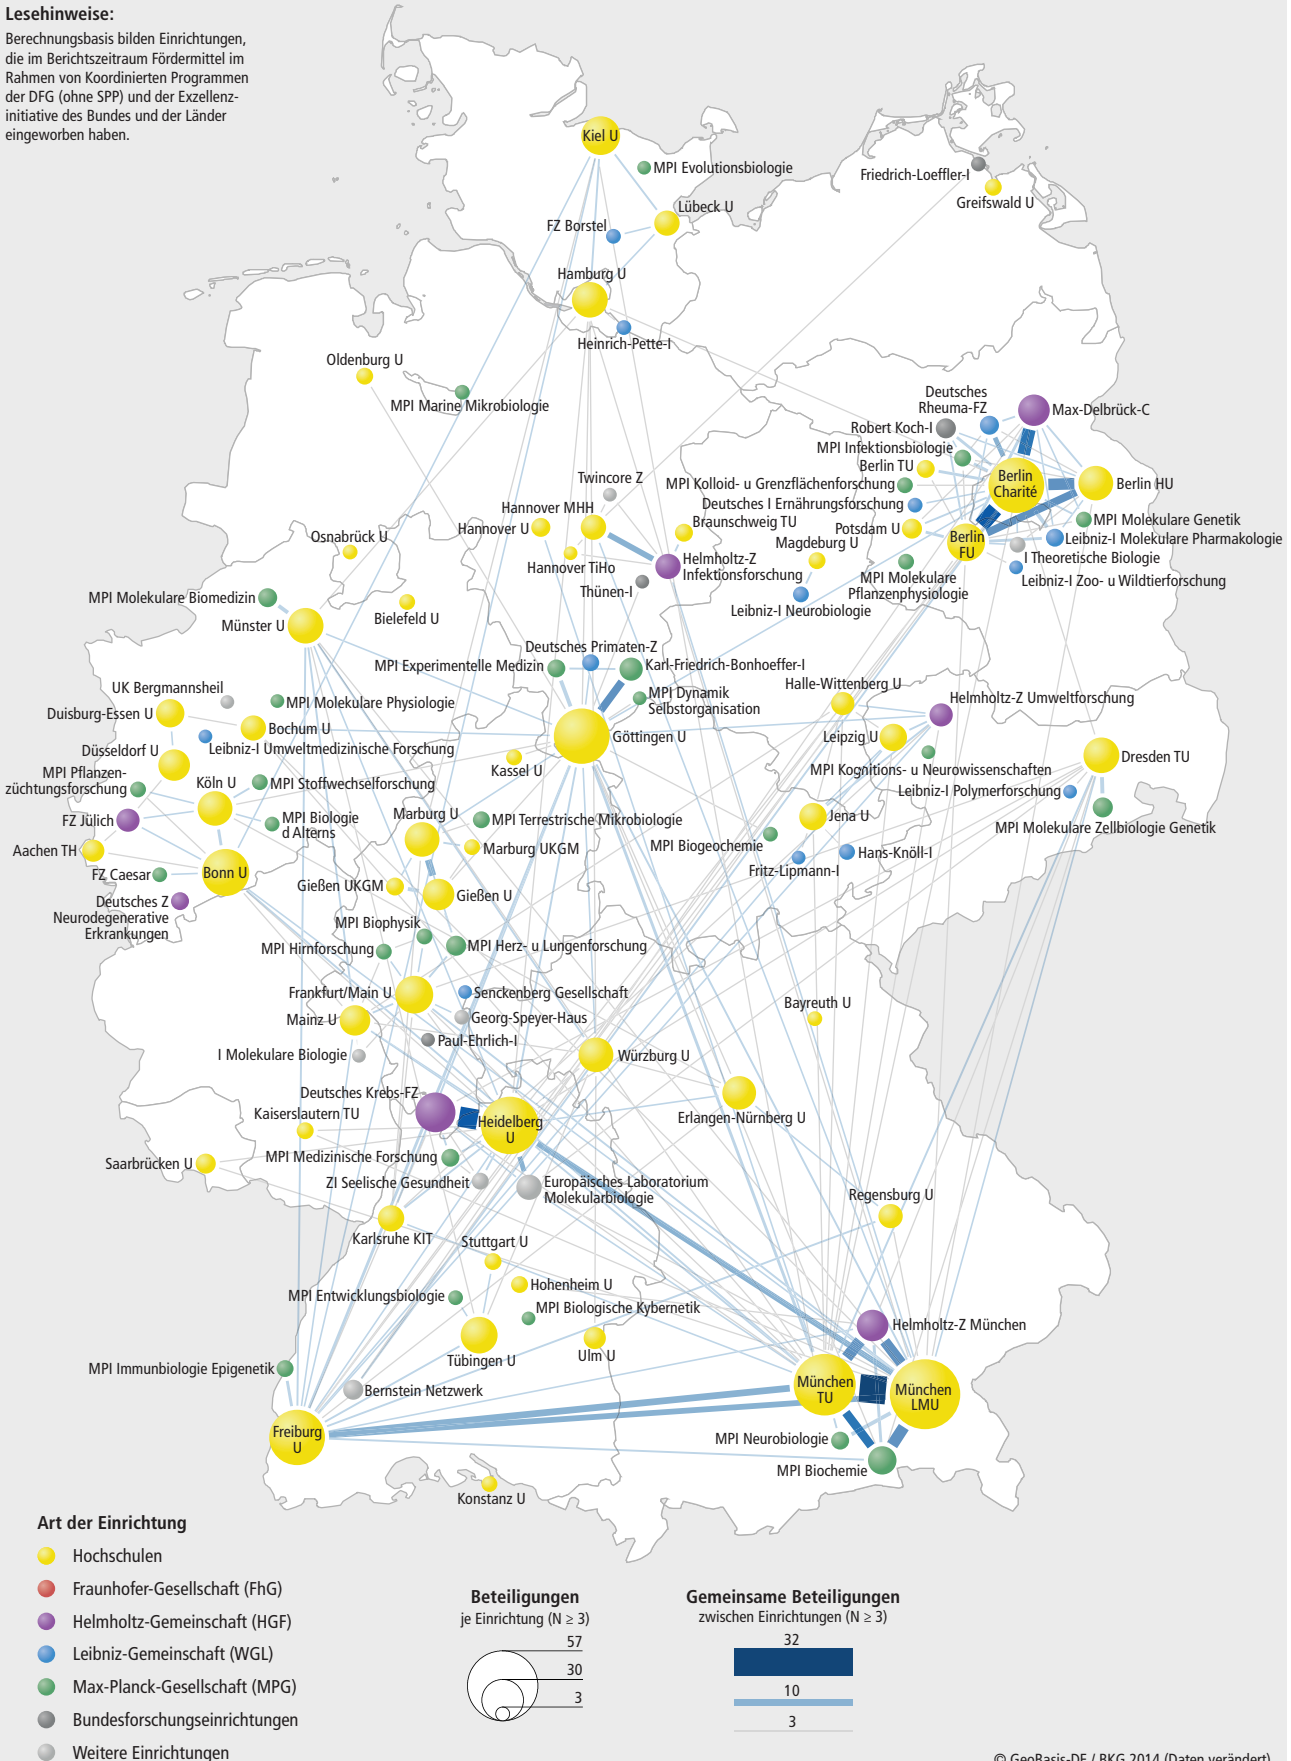 Lesehinweise:
Berechnungsbasis bilden Einrichtungen,
die im Berichtszeitraum Fördermittel im
Rahmen von Koordinierten Programmen
der DFG (ohne SPP) und der Exzellenz-
initiative des Bundes und der Länder
eingeworben haben.
Kiel U
MPI Evolutionsbiologie
Friedrich-Loeffler-I
Greifswald U
Lübeck U
FZ Borstel
Hamburg U
Heinrich-Pette-I
Oldenburg U
MPI Marine Mikrobiologie
Deutsches
Rheuma-FZ
Max-Delbrück-C
Robert Koch-I
MPI Infektionsbiologie
Berlin TU
Berlin
Charité
Berlin HU
MPI Kolloid- u Grenzflächenforschung
Deutsches I Ernährungsforschung
Potsdam U
Berlin
FU
MPI Molekulare Genetik
Leibniz-I Molekulare Pharmakologie
I Theoretische Biologie
Leibniz-I Zoo- u Wildtierforschung
MPI Molekulare
Pflanzenphysiologie
Twincore Z
Hannover MHH
Hannover U
Braunschweig TU
Magdeburg U
Hannover TiHo
Helmholtz-Z
Infektionsforschung
Thünen-I
Leibniz-I Neurobiologie
Osnabrück U
MPI Molekulare Biomedizin
Münster U
Bielefeld U
Deutsches Primaten-Z
MPI Experimentelle Medizin
Karl-Friedrich-Bonhoeffer-I
MPI Dynamik
Selbstorganisation
Göttingen U
Kassel U
Halle-Wittenberg U
Helmholtz-Z Umweltforschung
Leipzig U
MPI Kognitions- u Neurowissenschaften
Dresden TU
Leibniz-I Polymerforschung
MPI Molekulare Zellbiologie Genetik
Jena U
MPI Biogeochemie
Hans-Knöll-I
Fritz-Lipmann-I
UK Bergmannsheil
MPI Molekulare Physiologie
Duisburg-Essen U
Bochum U
Leibniz-I Umweltmedizinische Forschung
Düsseldorf U
MPI Pflanzen-
züchtungsforschung
Köln U
MPI Stoffwechselforschung
FZ Jülich
MPI Biologie
d Alterns
Aachen TH
FZ Caesar
Bonn U
Deutsches Z
Neurodegenerative
Erkrankungen
Marburg U
MPI Terrestrische Mikrobiologie
Marburg UKGM
Gießen UKGM
Gießen U
MPI Biophysik
MPI Hirnforschung
MPI Herz- u Lungenforschung
Frankfurt/Main U
Senckenberg Gesellschaft
Mainz U
Georg-Speyer-Haus
Paul-Ehrlich-I
I Molekulare Biologie
Würzburg U
Bayreuth U
Erlangen-Nürnberg U
Deutsches Krebs-FZ
Kaiserslautern TU
Heidelberg
U
Saarbrücken U
MPI Medizinische Forschung
ZI Seelische Gesundheit
Europäisches Laboratorium
Molekularbiologie
Regensburg U
Karlsruhe KIT
Stuttgart U
Hohenheim U
MPI Entwicklungsbiologie
MPI Biologische Kybernetik
Tübingen U
Ulm U
Helmholtz-Z München
München
TU
München
LMU
MPI Immunbiologie Epigenetik
Bernstein Netzwerk
Freiburg
U
MPI Neurobiologie
MPI Biochemie
Konstanz U
Art der Einrichtung
Hochschulen
Fraunhofer-Gesellschaft (FhG)
Helmholtz-Gemeinschaft (HGF)
Leibniz-Gemeinschaft (WGL)
Max-Planck-Gesellschaft (MPG)
Bundesforschungseinrichtungen
Weitere Einrichtungen
Beteiligungen
je Einrichtung (N ≥ 3)
57
30
3
Gemeinsame Beteiligungen
zwischen Einrichtungen (N ≥ 3)
32
10
3
© GeoBasis-DE / BKG 2014 (Daten verändert)